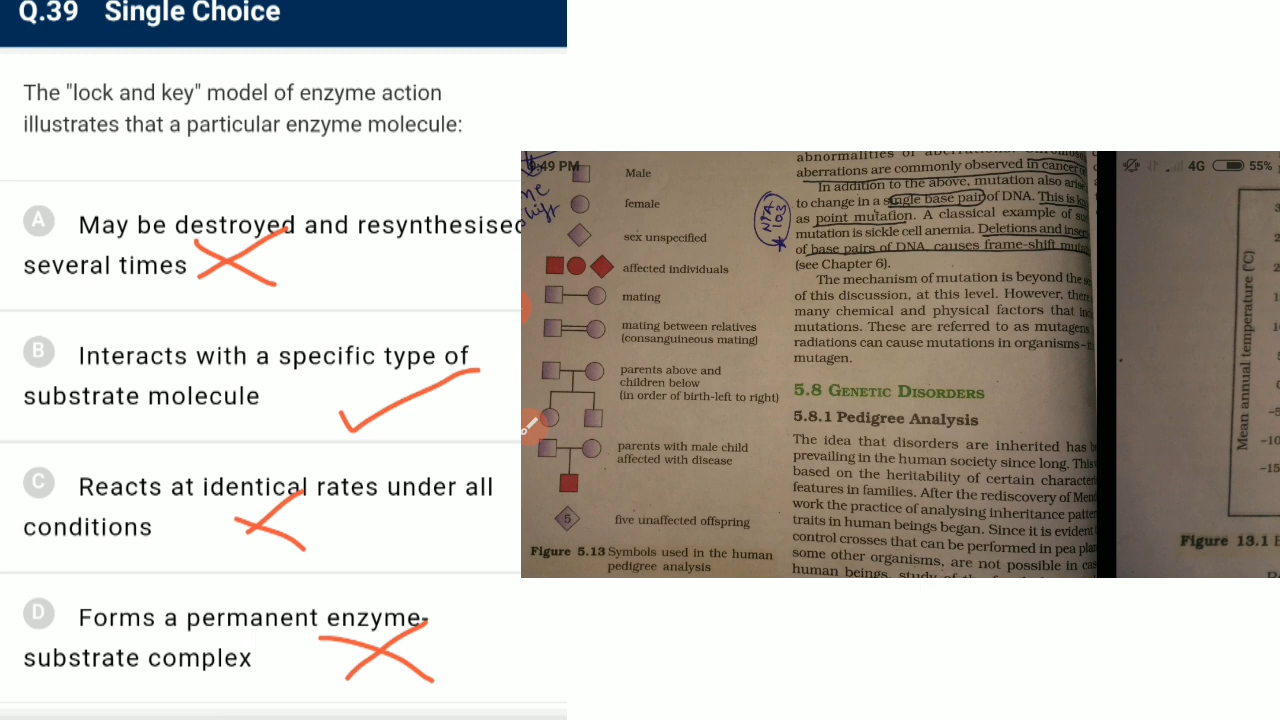 Q.39 Single Choice
The "lock and key" model of enzyme action
illustrates that a particular enzyme molecule:
A May be destroyed and resynthesised
several times
B Interacts with a specific type of
substrate molecule
C Reacts at identical rates under all
conditions
D Forms a permanent enzyme-
substrate complex
:49 PM
Male
female
sex unspecified
affected individuals
mating
mating between relatives
(consanguineous mating)
parents above and
children below
(in order of birth-left to right)
parents with male child
affected with disease
5 five unaffected offspring
Figure 5.13 Symbols used in the human
pedigree analysis
abnormalities or
aberrations are commonly observed in cancer
In addition to the above, mutation also
to change in a single base pair of DNA. This is
as point mutation. A classical example of
mutation is sickle cell anemia. Deletions and
of base pairs of DNA, causes frame-shift
(see Chapter 6).
The mechanism of mutation is beyond the
of this discussion, at this level. However,
many chemical and physical factors that
mutations. These are referred to as
radiations can cause mutations in organisms–
mutagen.
5.8 GENETIC DISORDERS
5.8.1 Pedigree Analysis
The idea that disorders are inherited has
prevailing in the human society since long. This
based on the heritability of certain
features in families. After the rediscovery of
work the practice of analysing inheritance
traits in human beings began. Since it is evident
control crosses that can be performed in pea
some other organisms, are not possible in
human beings, study of
4G 55%
Mean annual temperature (°C)
-5
-10
-15
Figure 13.1